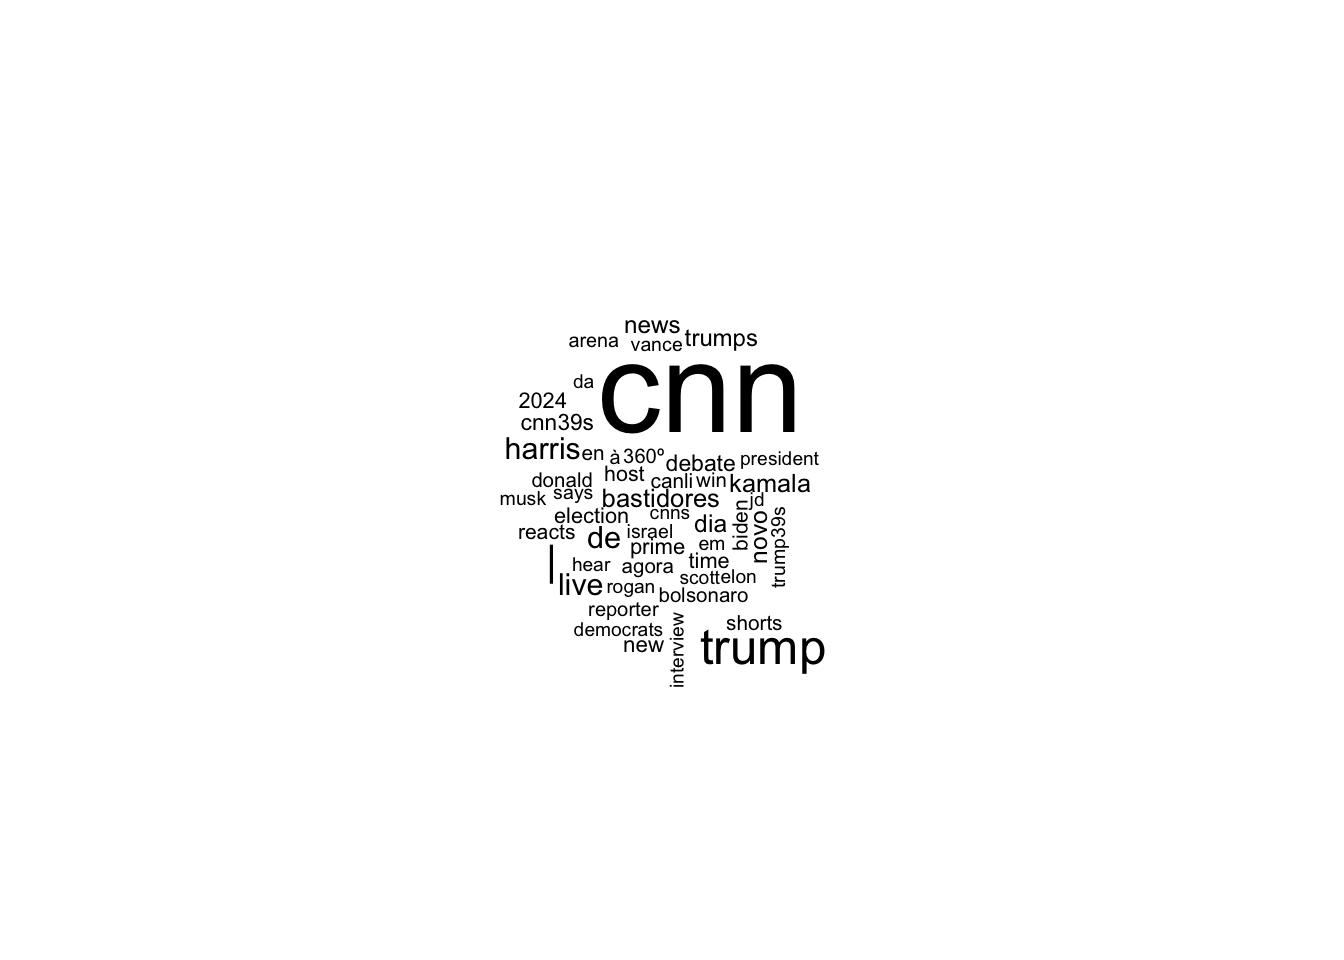 news
arena
vance
trumps
da
cnn
2024
cnn39s
harris
en
à
360º
debate
president
host
donald
canli
win
kamala
musk
says
bastidores
jd
election
cnns
dia
biden
novo
trump39s
reacts
de
israel
prime
em
|
hear
agora
time
live
rogan
scott
elon
bolsonaro
reporter
democrats
new
interview
shorts
trump